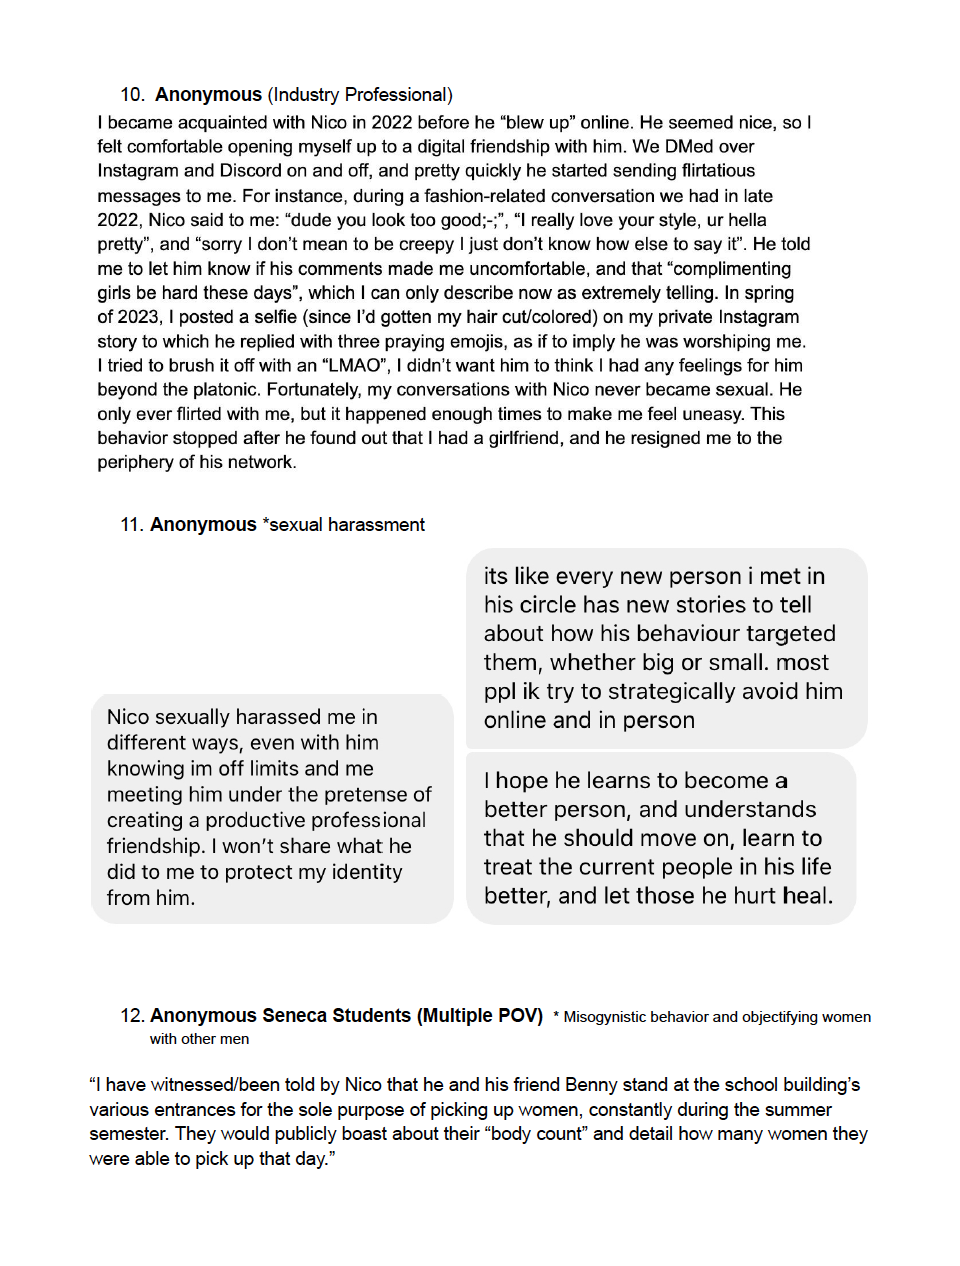 10. Anonymous (Industry Professional)
I became acquainted with Nico in 2022 before he “blew up” online. He seemed nice, so I
felt comfortable opening myself up to a digital friendship with him. We DMed over
Instagram and Discord on and off, and pretty quickly he started sending flirtatious
messages to me. For instance, during a fashion-related conversation we had in late
2022, Nico said to me: “dude you look too good;-;”, “I really love your style, ur hella
pretty”, and “sorry I don’t mean to be creepy I just don’t know how else to say it”. He told
me to let him know if his comments made me uncomfortable, and that “complimenting
girls be hard these days”, which I can only describe now as extremely telling. In spring
of 2023, I posted a selfie (since I’d gotten my hair cut/colored) on my private Instagram
story to which he replied with three praying emojis, as if to imply he was worshiping me.
I tried to brush it off with an “LMAO”, I didn’t want him to think I had any feelings for him
beyond the platonic. Fortunately, my conversations with Nico never became sexual. He
only ever flirted with me, but it happened enough times to make me feel uneasy. This
behavior stopped after he found out that I had a girlfriend, and he resigned me to the
periphery of his network.
11. Anonymous *sexual harassment
Nico sexually harassed me in
different ways, even with him
knowing im off limits and me
meeting him under the pretense of
creating a productive professional
friendship. I won’t share what he
did to me to protect my identity
from him.
its like every new person i met in
his circle has new stories to tell
about how his behaviour targeted
them, whether big or small. most
ppl ik try to strategically avoid him
online and in person
I hope he learns to become a
better person, and understands
that he should move on, learn to
treat the current people in his life
better, and let those he hurt heal.
12. Anonymous Seneca Students (Multiple POV) * Misogynistic behavior and objectifying women
with other men
“I have witnessed/been told by Nico that he and his friend Benny stand at the school building’s
various entrances for the sole purpose of picking up women, constantly during the summer
semester. They would publicly boast about their “body count” and detail how many women they
were able to pick up that day.”